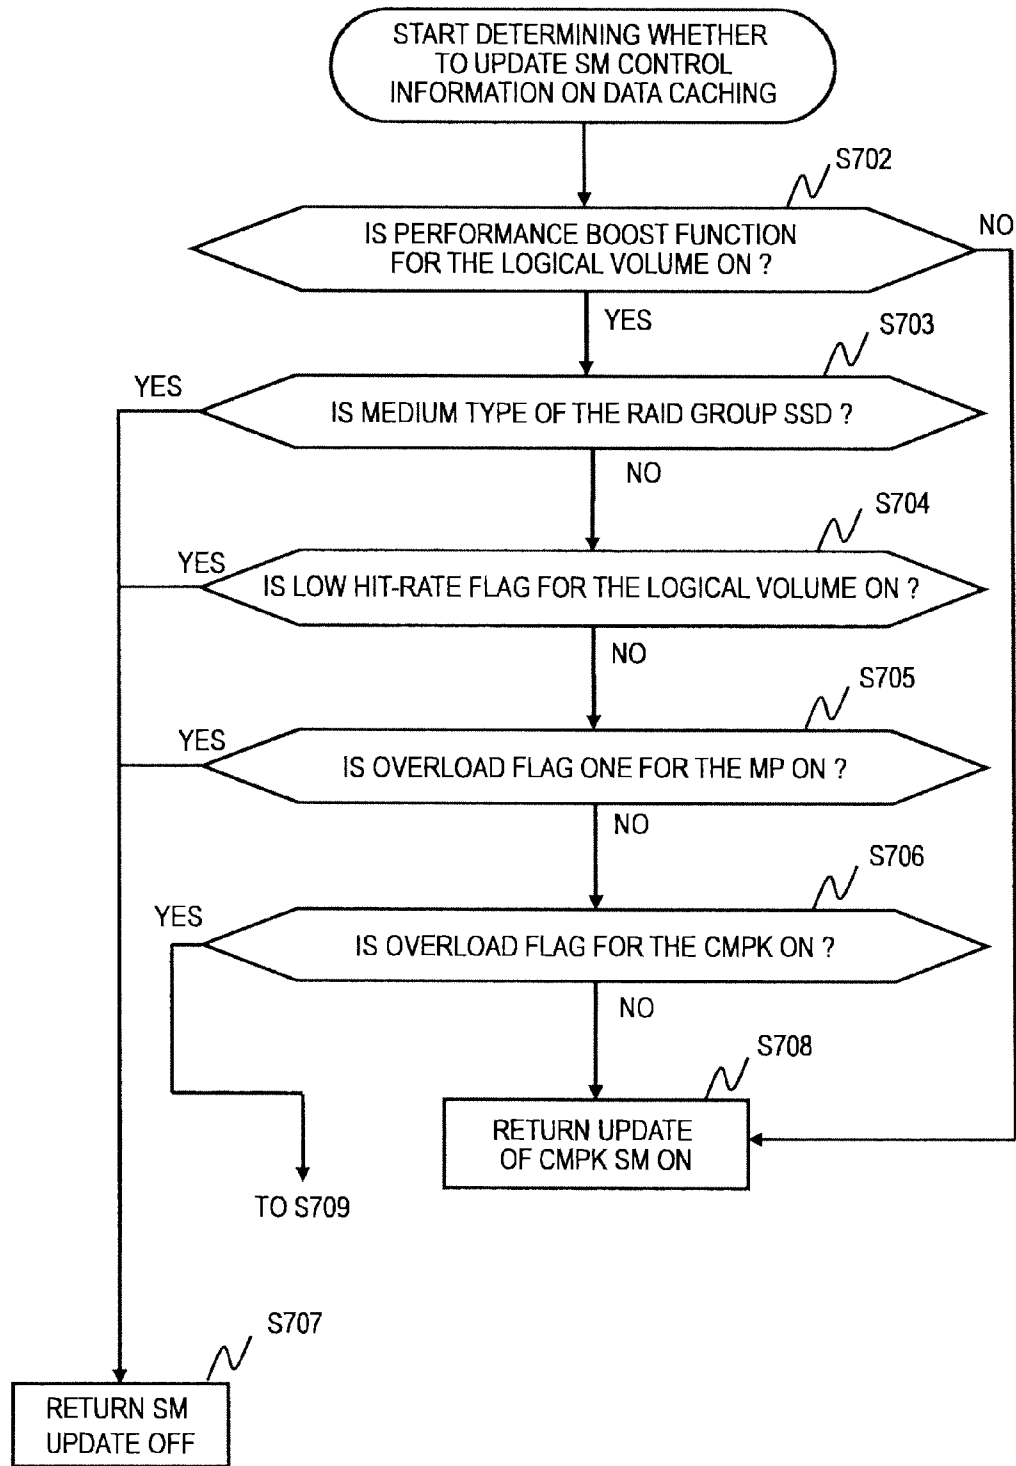 START DETERMINING WHETHER
TO UPDATE SM CONTROL
INFORMATION ON DATA CACHING
S702
IS PERFORMANCE BOOST FUNCTION
FOR THE LOGICAL VOLUME ON ?
NO
YES
S703
YES
IS MEDIUM TYPE OF THE RAID GROUP SSD ?
NO
S704
YES
IS LOW HIT-RATE FLAG FOR THE LOGICAL VOLUME ON ?
NO
S705
YES
IS OVERLOAD FLAG ONE FOR THE MP ON ?
NO
S706
YES
IS OVERLOAD FLAG FOR THE CMPK ON ?
NO
S708
RETURN UPDATE
OF CMPK SM ON
TO S709
S707
RETURN SM
UPDATE OFF